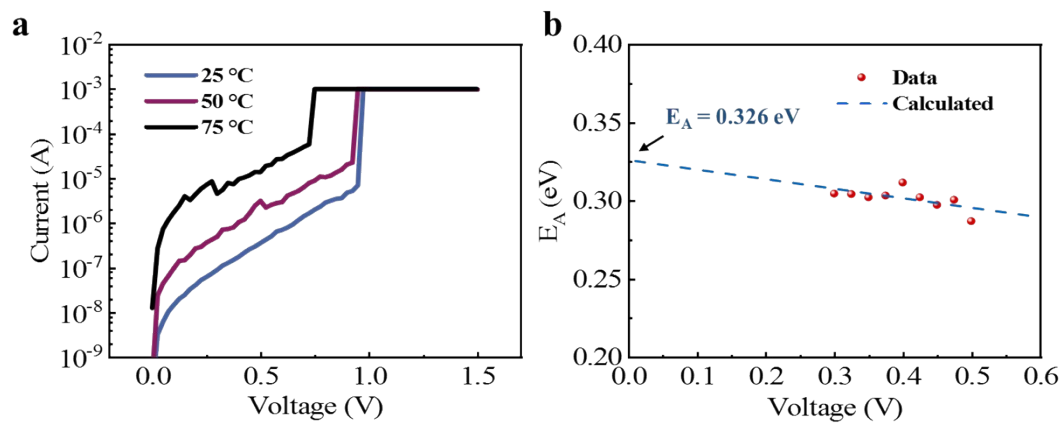 a
10⁻²
10⁻³
10⁻⁴
10⁻⁵
10⁻⁶
10⁻⁷
10⁻⁸
10⁻⁹
Current (A)
25 °C
50 °C
75 °C
0.0 0.5 1.0 1.5
Voltage (V)
b
0.40
0.35
0.30
0.25
0.20
E_A (eV)
Data
Calculated
E_A = 0.326 eV
0.0 0.1 0.2 0.3 0.4 0.5 0.6
Voltage (V)